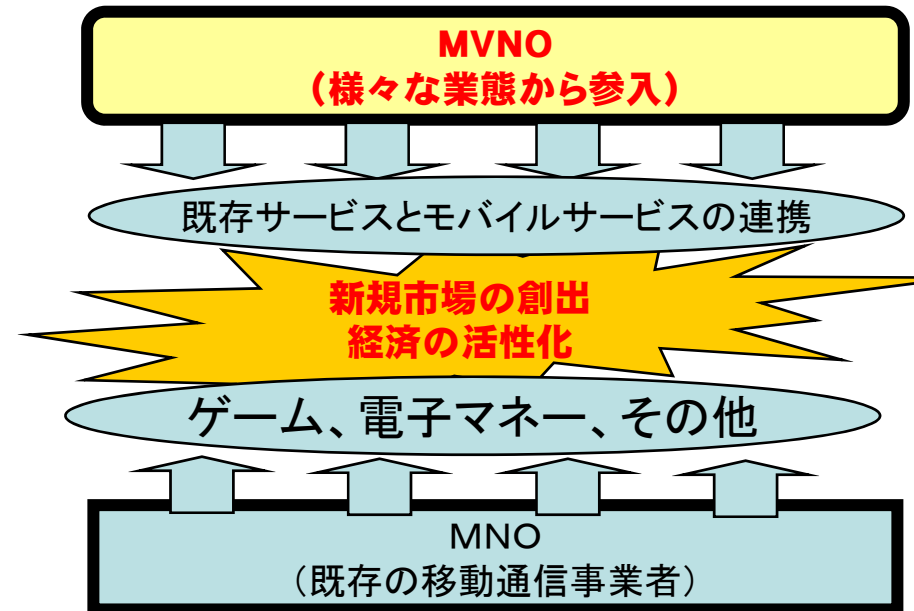 MVNO
（様々な業態から参入）
既存サービスとモバイルサービスの連携
新規市場の創出
経済の活性化
ゲーム、電子マネー、その他
MNO
（既存の移動通信事業者）